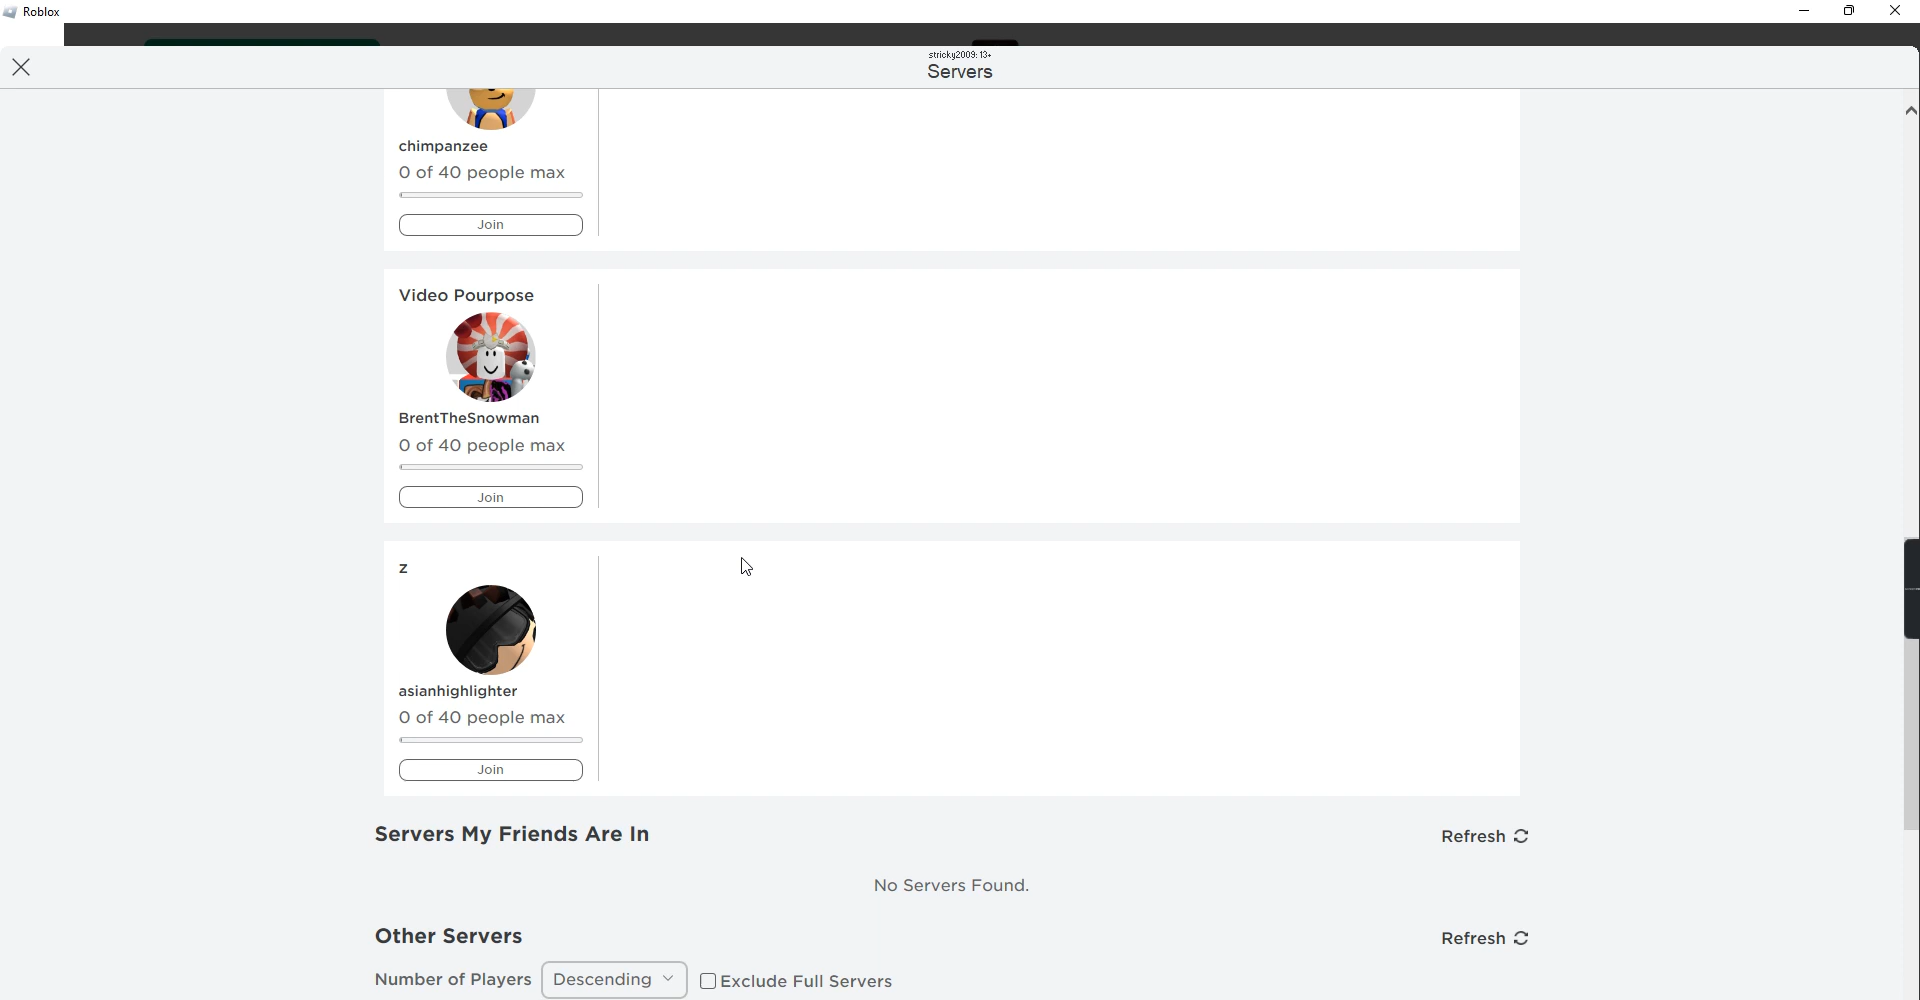 Roblox
stricky2009: 13+
Servers
chimpanzee
0 of 40 people max
Join
Video Pourpose
BrentTheSnowman
0 of 40 people max
Join
z
asianhighlighter
0 of 40 people max
Join
Servers My Friends Are In
Refresh
No Servers Found.
Other Servers
Refresh
Number of Players Descending Exclude Full Servers